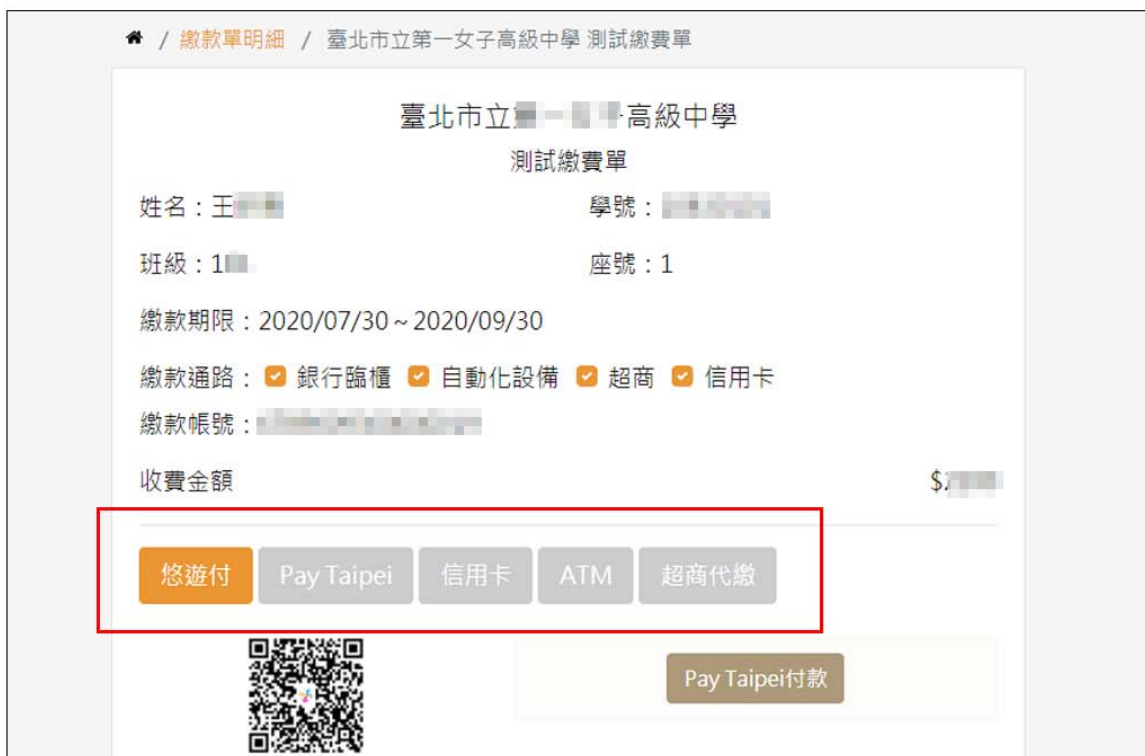 / 繳款單明細 / 臺北市立第一女子高級中學 測試繳費單
臺北市立 高級中學
測試繳費單
姓名：王 學號：
班級：1 座號：1
繳款期限：2020/07/30～2020/09/30
繳款通路： 銀行臨櫃 自動化設備 超商 信用卡
繳款帳號：
收費金額 $
悠遊付 Pay Taipei 信用卡 ATM 超商代繳
Pay Taipei付款